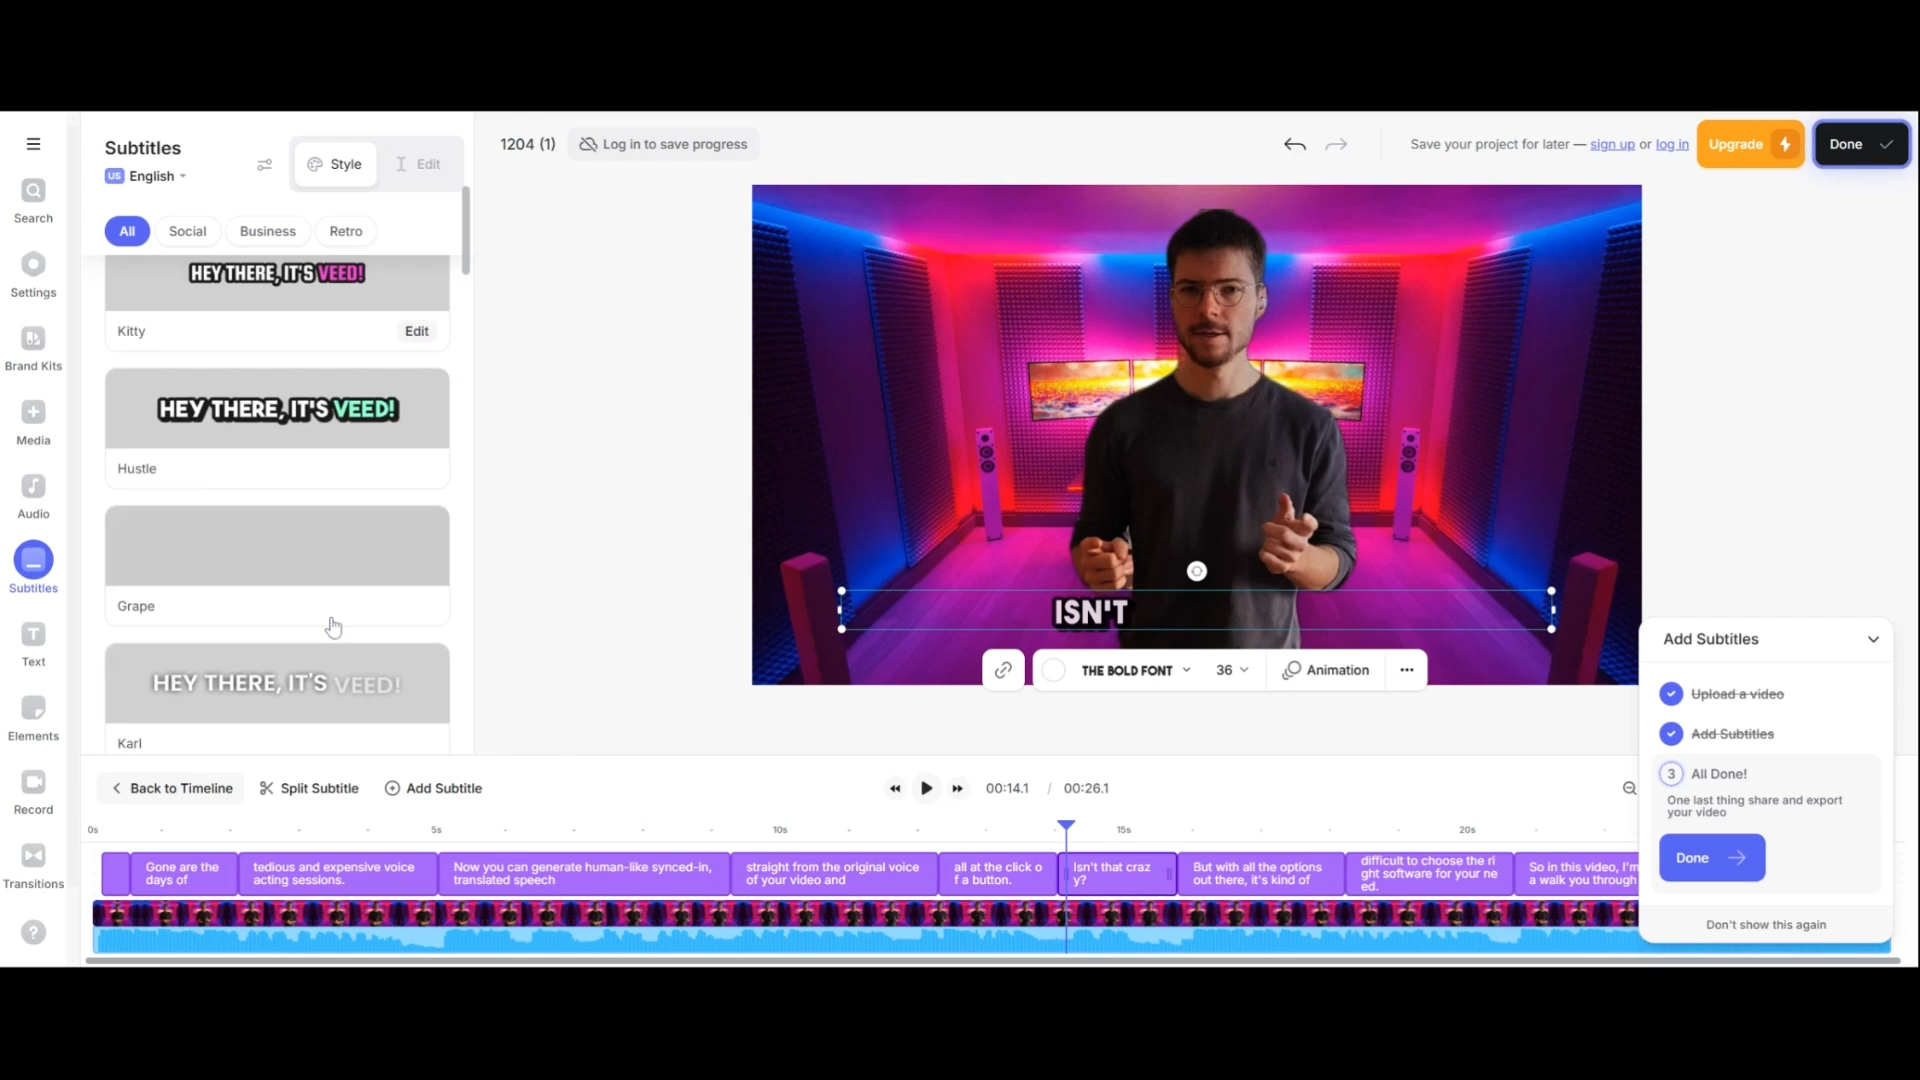 Subtitles
US English
Style
Edit
All
Social
Business
Retro
HEY THERE, IT'S VEED!
Kitty
Edit
HEY THERE, IT'S VEED!
Hustle
Grape
HEY THERE, IT'S VEED!
Karl
Search
Settings
Brand Kits
Media
Audio
Subtitles
Text
Elements
Record
Transitions
?
1204 (1)
Log in to save progress
Save your project for later — sign up or log in
Upgrade
Done
ISN'T
THE BOLD FONT
36
Animation
Add Subtitles
Upload a video
Add Subtitles
3
All Done!
One last thing share and export
your video
Done
Don't show this again
Back to Timeline
Split Subtitle
Add Subtitle
00:14.1 / 00:26.1
0s
5s
10s
15s
20s
Gone are the
days of
tedious and expensive voice
acting sessions.
Now you can generate human-like synced-in,
translated speech
straight from the original voice
of your video and
all at the click o
f a button.
Isn't that craz
y?
But with all the options
out there, it's kind of
difficult to choose the ri
ght software for your ne
ed.
So in this video, I'm
a walk you through